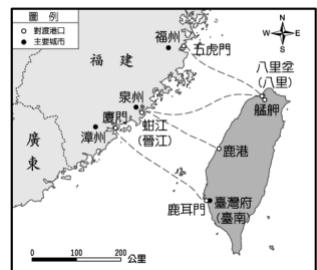 圖 例
○ 對渡港口
● 主要城市
N
W E
S
福州
五虎門
福建
八里坌
(八里)
艋舺
泉州
廈門
蚶江
(晉江)
漳州
廣東
鹿港
鹿耳門
臺灣府
(臺南)
0 100 200 公里